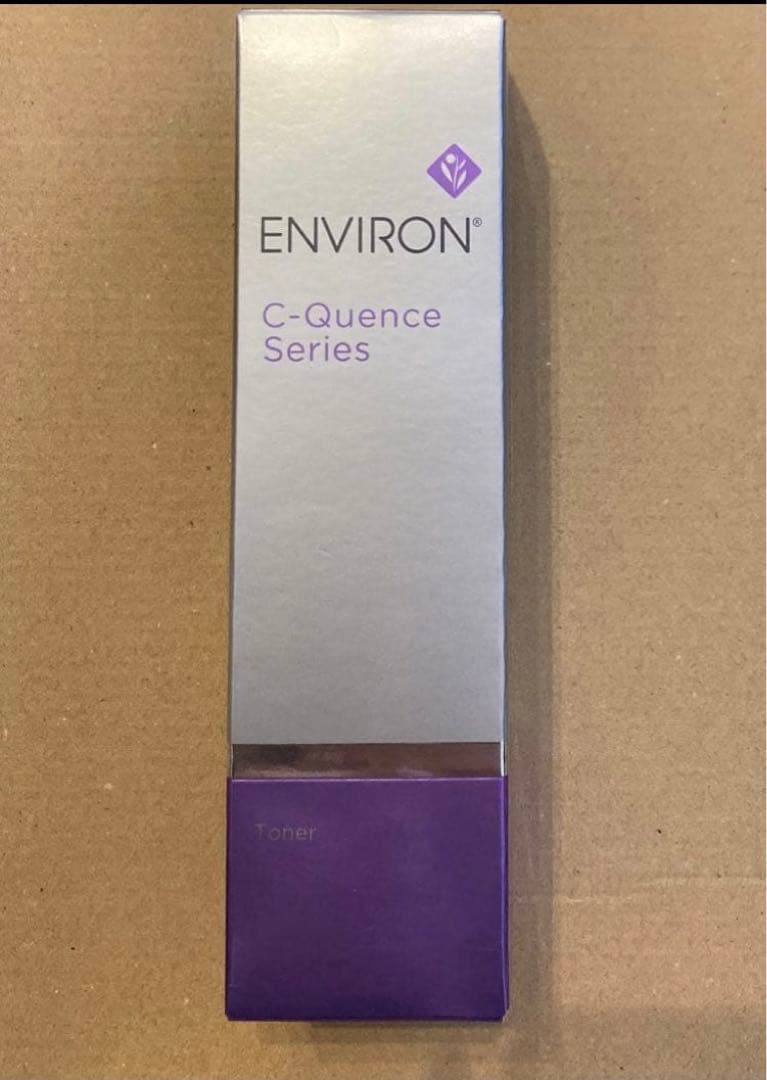 ENVIRON®
C-Quence
Series
Toner